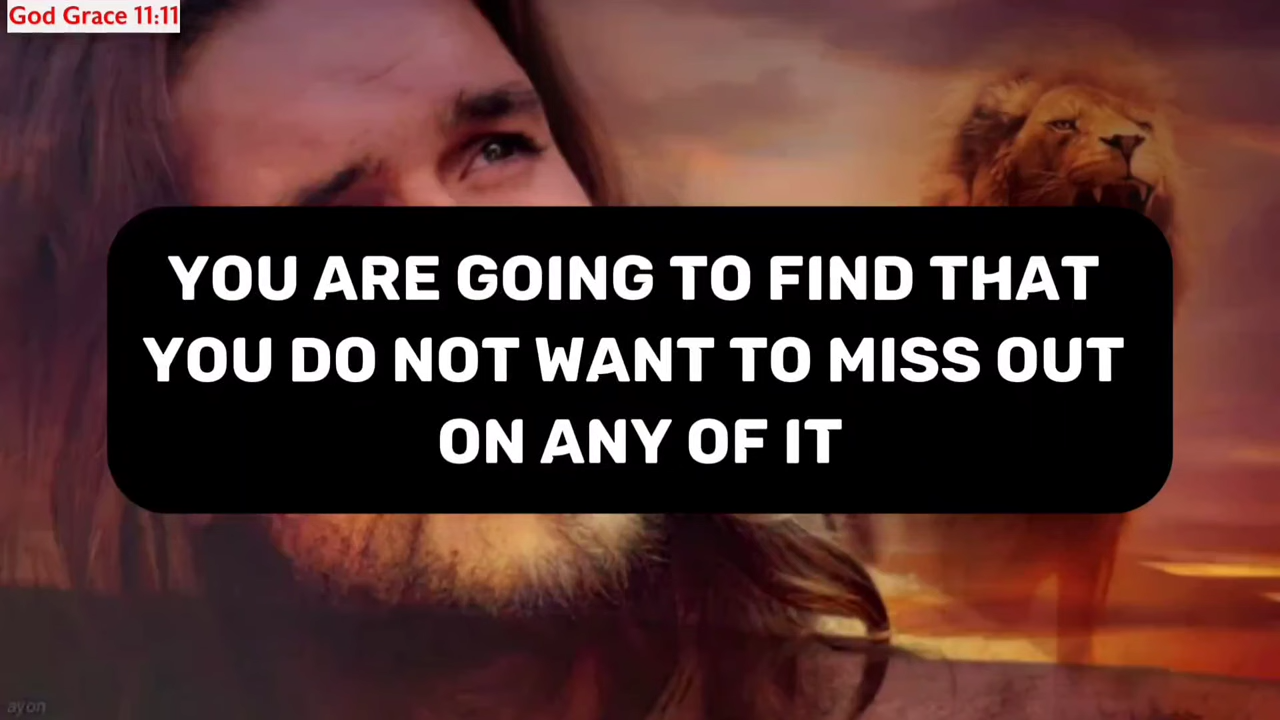 God Grace 11:11
YOU ARE GOING TO FIND THAT
YOU DO NOT WANT TO MISS OUT
ON ANY OF IT
ayon